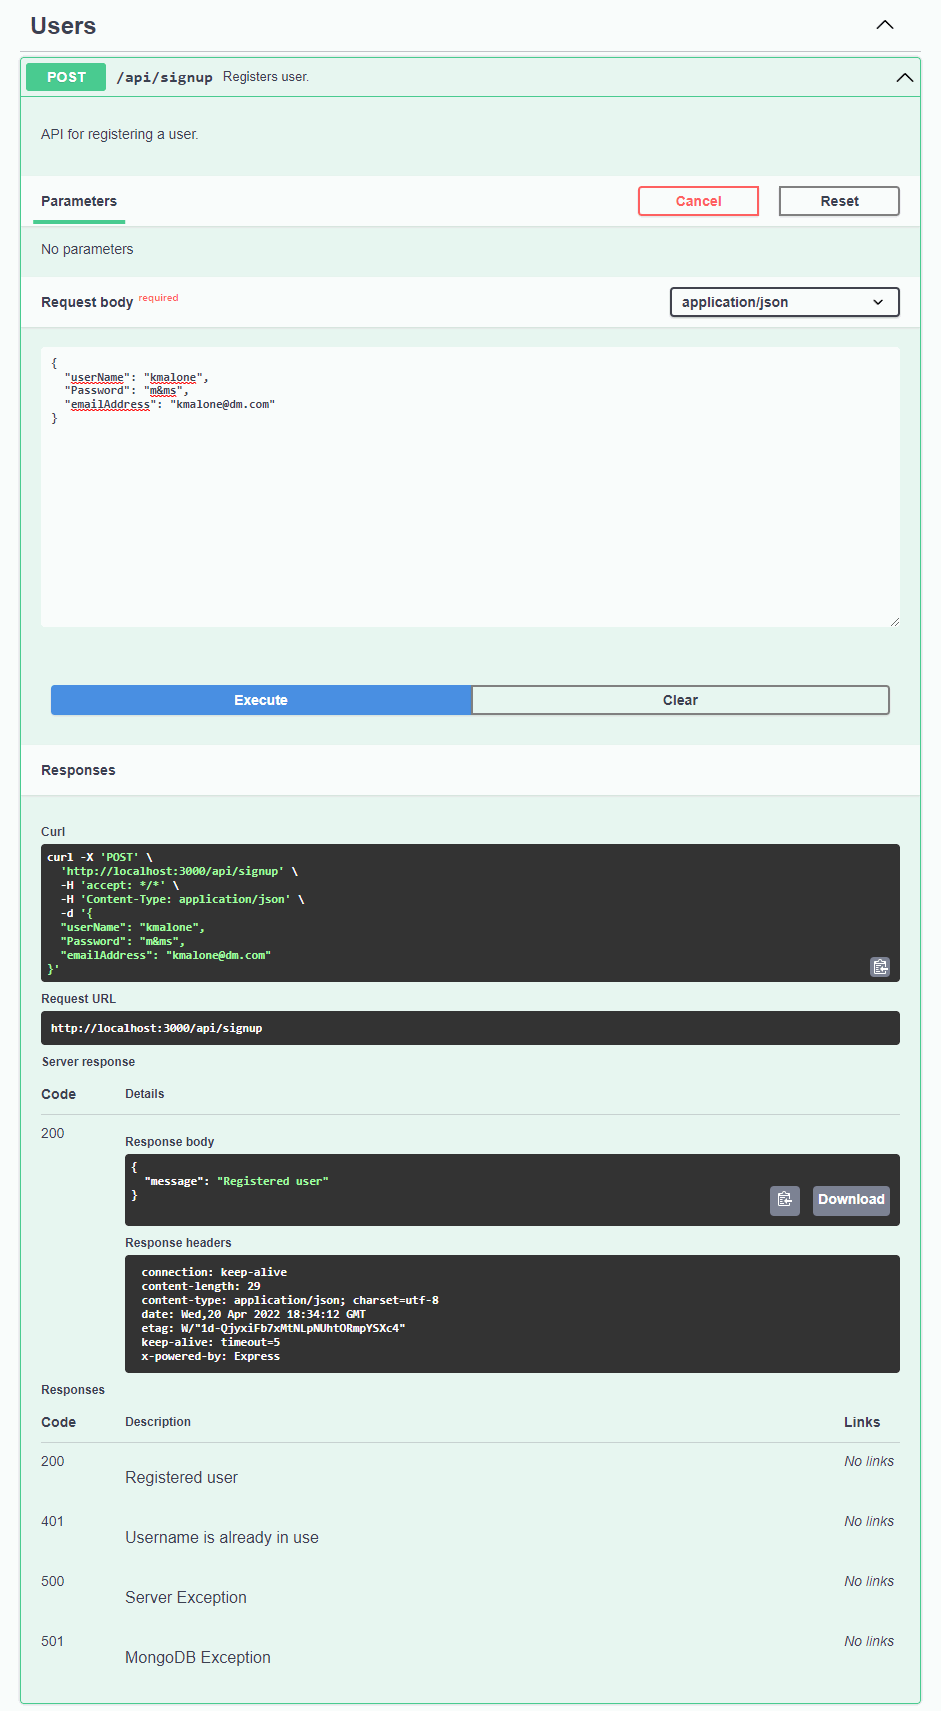 Users
POST /api/signup Registers user.
API for registering a user.
Parameters Cancel Reset
No parameters
Request body required application/json
{
  "userName": "kmalone",
  "Password": "m&ms",
  "emailAddress": "kmalone@dm.com"
}
Execute Clear
Responses
Curl
curl -X 'POST' \
  'http://localhost:3000/api/signup' \
  -H 'accept: */*' \
  -H 'Content-Type: application/json' \
  -d '{
  "userName": "kmalone",
  "Password": "m&ms",
  "emailAddress": "kmalone@dm.com"
}'
Request URL
http://localhost:3000/api/signup
Server response
Code Details
200
Response body
{
  "message": "Registered user"
}
Download
Response headers
connection: keep-alive
content-length: 29
content-type: application/json; charset=utf-8
date: Wed,20 Apr 2022 18:34:12 GMT
etag: W/"1d-QjyxiFb7xMtNLpNUhtORmpYSXc4"
keep-alive: timeout=5
x-powered-by: Express
Responses
Code Description Links
200 No links
Registered user
401 No links
Username is already in use
500 No links
Server Exception
501 No links
MongoDB Exception